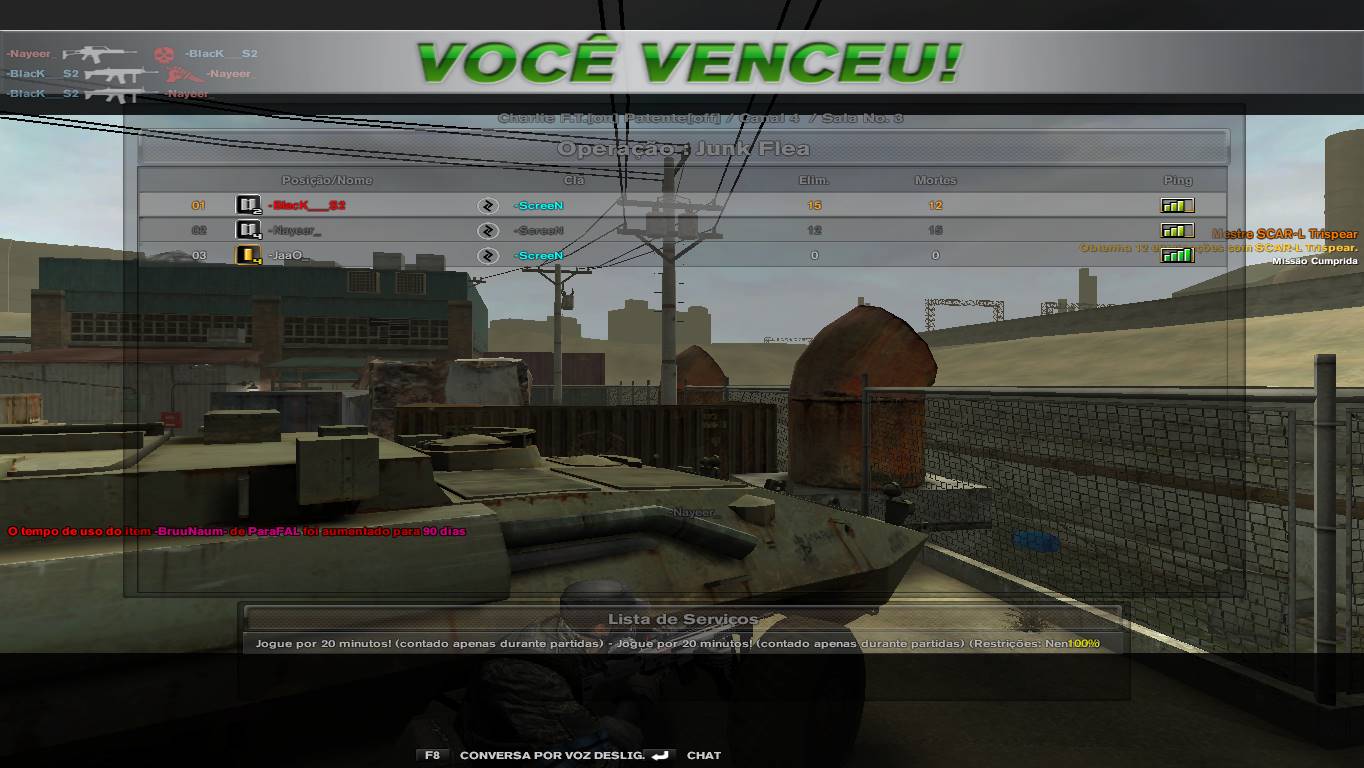 VOCÊ VENCEU!
-Nayeer_ -BlacK___S2
-BlacK___S2 -Nayeer_
-BlacK___S2 -Nayeer_
Charlie F.T.[on] Patente[off] / Canal 4 / Sala No. 3
Operação : Junk Flea
Posição/Nome Clã Elim. Mortes Ping
01 -BlacK___S2 -ScreeN 15 12
02 -Nayeer_ -ScreeN 12 15
03 -JaaO_ -ScreeN 0 0
Mestre SCAR-L Trispear
Obtenha 12 com SCAR-L Trispear.
Missão Cumprida
-Nayeer_
O tempo de uso do item -BruuNaum- de ParaFAL foi aumentado para 90 dias
Lista de Serviços
Jogue por 20 minutos! (contado apenas durante partidas) - Jogue por 20 minutos! (contado apenas durante partidas) (Restrições: Nen 100%)
F8 CONVERSA POR VOZ DESLIG. CHAT